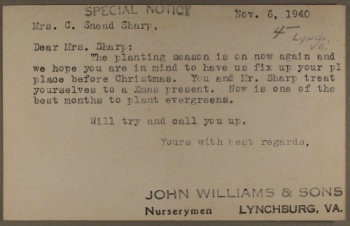 SPECIAL NOTICE
Nov. 6, 1940
Mrs. C. Snead Sharp,
4
LYNCH.
VA.
Dear Mrs. Sharp:
The planting season is on now again and
we hope you are in mind to have us fix up your pl
place before Christmas. You and Mr. Sharp treat
yourselves to a Xmas present. Now is one of the
best months to plant evergreens.
Will try and call you up.
Yours with best regards,
JOHN WILLIAMS & SONS
Nurserymen LYNCHBURG, VA.